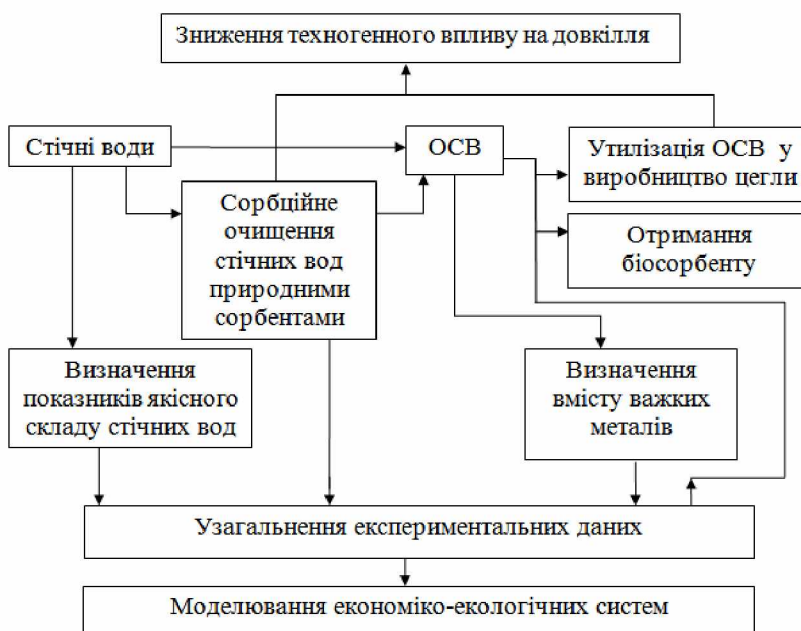 Зниження техногенного впливу на довкілля
Стічні води
ОСВ
Утилізація ОСВ у
виробництво цегли
Сорбційне
очищення
стічних вод
природними
сорбентами
Отримання
біосорбенту
Визначення
показників якісного
складу стічних вод
Визначення
вмісту важких
металів
Узагальнення експериментальних даних
Моделювання економіко-екологічних систем